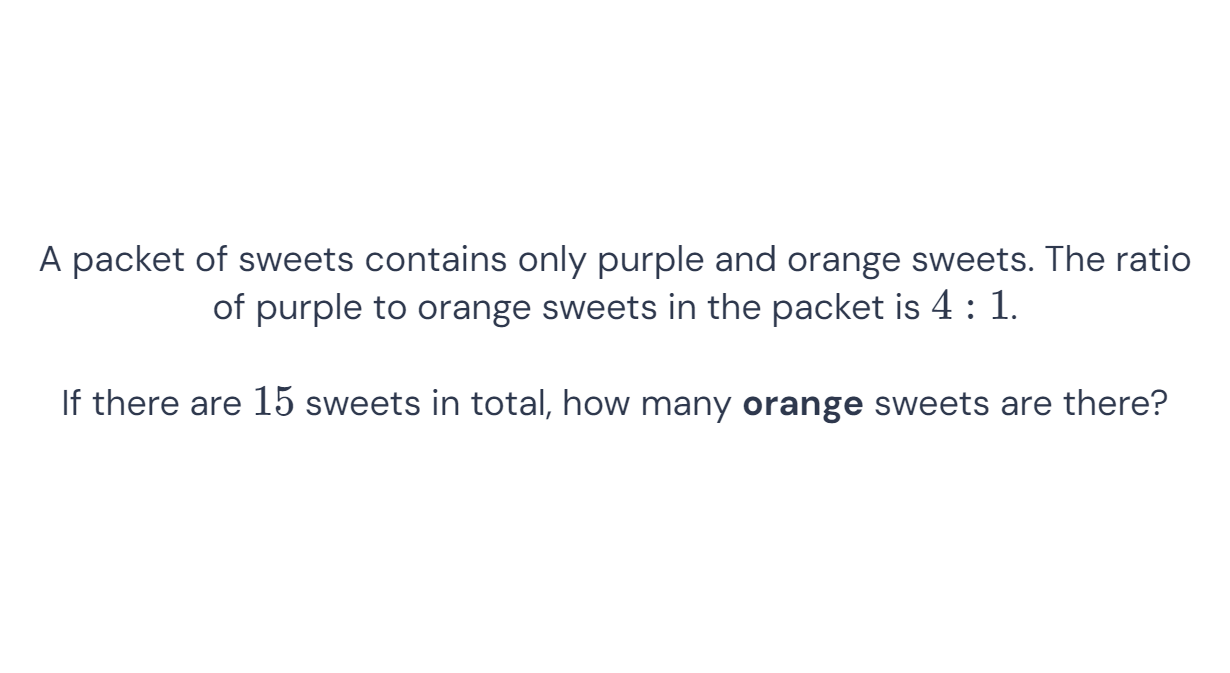 A packet of sweets contains only purple and orange sweets. The ratio
of purple to orange sweets in the packet is 4 : 1.
If there are 15 sweets in total, how many orange sweets are there?